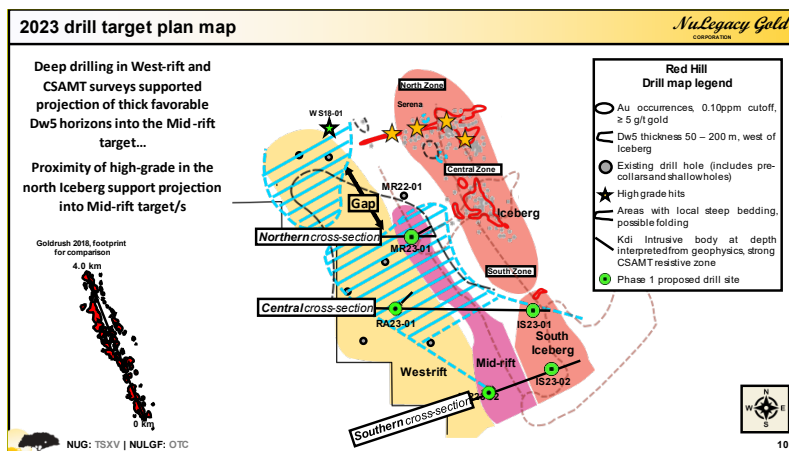 2023 drill target plan map
NuLegacy Gold
CORPORATION
Deep drilling in West-rift and
CSAMT surveys supported
projection of thick favorable
Dw5 horizons into the Mid-rift
target...
Proximity of high-grade in the
north Iceberg support projection
into Mid-rift target/s
Goldrush 2018, footprint
for comparison
4.0 km
0 km
North Zone
Serena
WS18-01
Central Zone
MR22-01
Iceberg
Gap
Northern cross-section
MR23-01
South Zone
Central cross-section
RA23-01
IS23-01
South
Iceberg
West-rift
Mid-rift
IS23-02
Southern cross-section
Red Hill
Drill map legend
Au occurrences, 0.10ppm cutoff,
≥ 5 g/t gold
Dw5 thickness 50 – 200 m, west of
Iceberg
Existing drill hole (includes pre-
collars and shallow holes)
High grade hits
Areas with local steep bedding,
possible folding
Kdi Intrusive body at depth
interpreted from geophysics, strong
CSAMT resistive zone
Phase 1 proposed drill site
N
W E
S
NUG: TSXV | NULGF: OTC
10